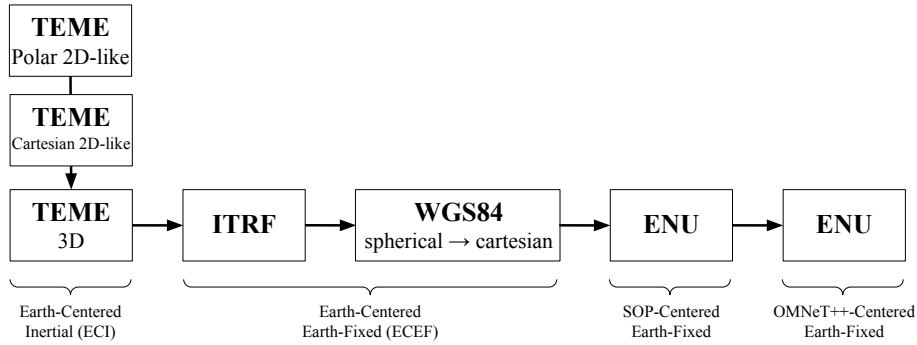 TEME
Polar 2D-like
TEME
Cartesian 2D-like
TEME
3D
ITRF
WGS84
spherical → cartesian
ENU
ENU
Earth-Centered
Inertial (ECI)
Earth-Centered
Earth-Fixed (ECEF)
SOP-Centered
Earth-Fixed
OMNeT++-Centered
Earth-Fixed